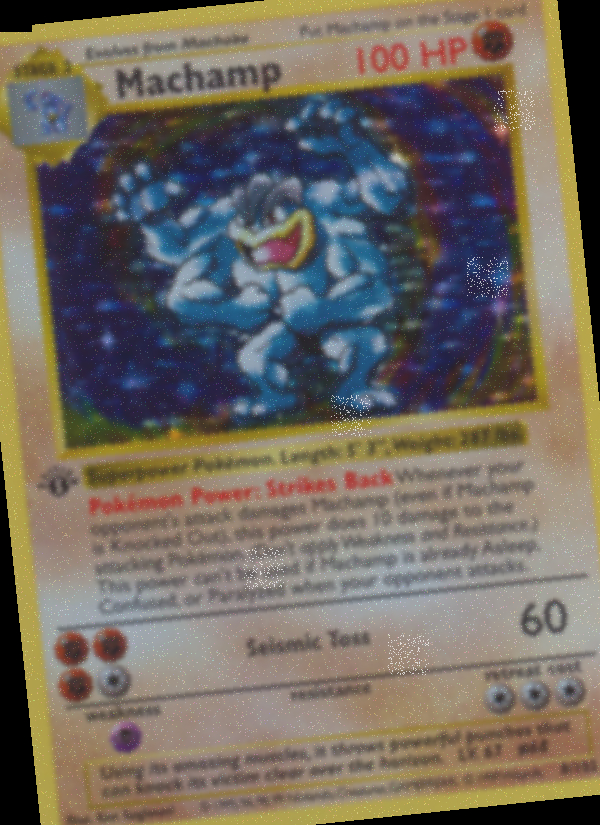 Evolves from Machoke Put Machamp on the Stage 1 card
STAGE 2
Machamp 100 HP
Superpower Pokémon. Length: 5' 3", Weight: 287 lbs.
1
Pokémon Power: Strikes Back Whenever your
opponent's attack damages Machamp (even if Machamp
is Knocked Out), this power does 10 damage to the
attacking Pokémon. apply Weakness and Resistance.)
This power can't be used if Machamp is already Asleep,
Confused, or Paralyzed when your opponent attacks.
Seismic Toss 60
weakness resistance retreat cost
Using its amazing muscles, it throws powerful punches that
can knock its victim clear over the horizon. LV. 67 #68